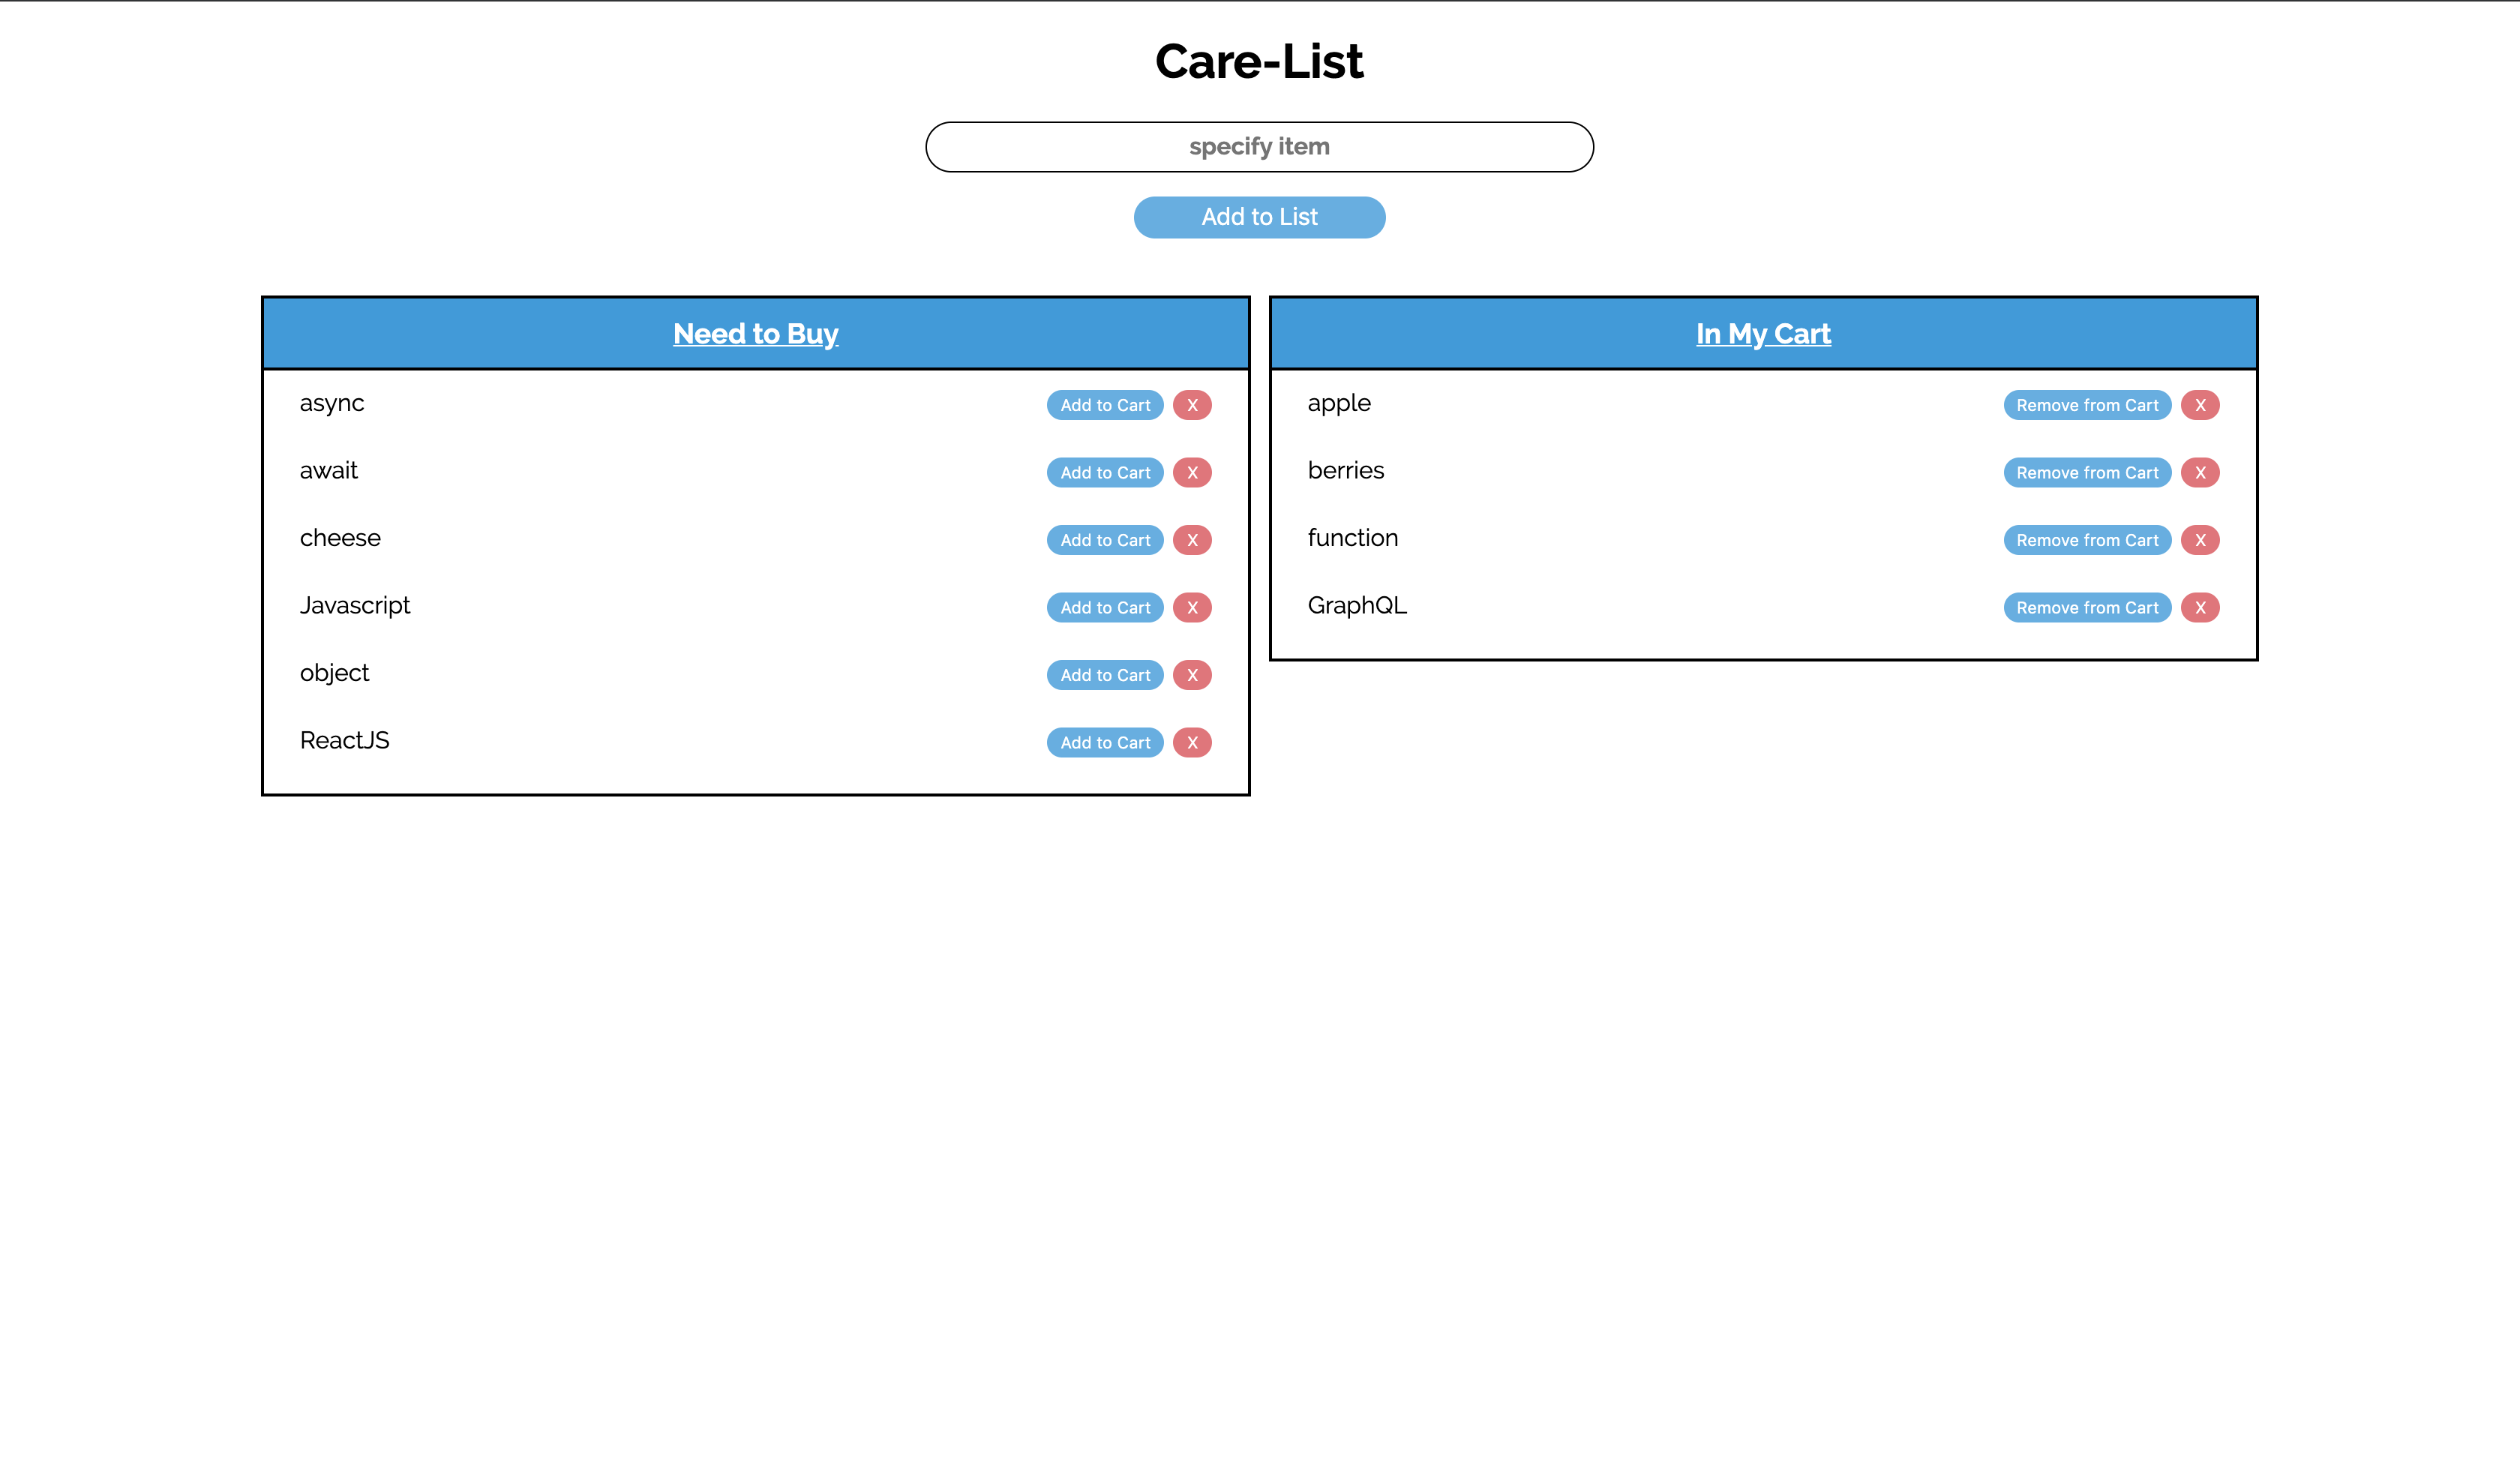 Care-List
specify item
Add to List
Need to Buy
async Add to Cart X
await Add to Cart X
cheese Add to Cart X
Javascript Add to Cart X
object Add to Cart X
ReactJS Add to Cart X
In My Cart
apple Remove from Cart X
berries Remove from Cart X
function Remove from Cart X
GraphQL Remove from Cart X